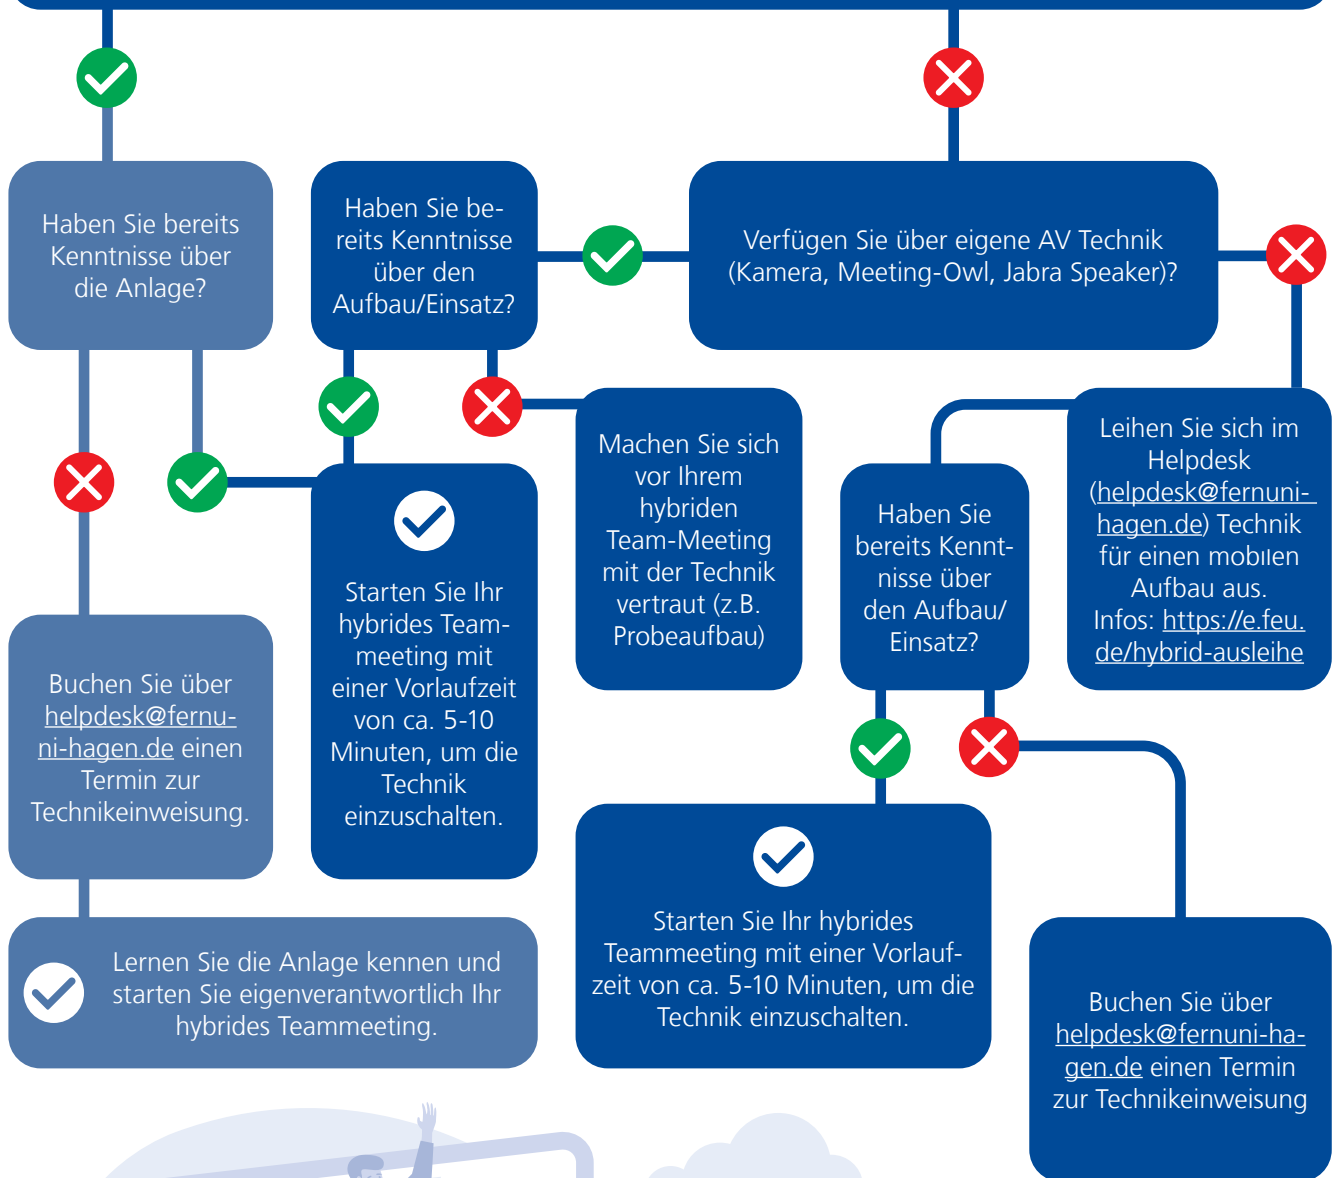 Haben Sie bereits
Kenntnisse über
die Anlage?
Haben Sie be-
reits Kenntnisse
über den
Aufbau/Einsatz?
Verfügen Sie über eigene AV Technik
(Kamera, Meeting-Owl, Jabra Speaker)?
Machen Sie sich
vor Ihrem
hybriden
Team-Meeting
mit der Technik
vertraut (z.B.
Probeaufbau)
Haben Sie
bereits Kennt-
nisse über
den Aufbau/
Einsatz?
Leihen Sie sich im
Helpdesk
(helpdesk@fernuni-
hagen.de) Technik
für einen mobilen
Aufbau aus.
Infos: https://e.feu.
de/hybrid-ausleihe
Starten Sie Ihr
hybrides Team-
meeting mit
einer Vorlaufzeit
von ca. 5-10
Minuten, um die
Technik
einzuschalten.
Buchen Sie über
helpdesk@fernu-
ni-hagen.de einen
Termin zur
Technikeinweisung.
Lernen Sie die Anlage kennen und
starten Sie eigenverantwortlich Ihr
hybrides Teammeeting.
Starten Sie Ihr hybrides
Teammeeting mit einer Vorlauf-
zeit von ca. 5-10 Minuten, um die
Technik einzuschalten.
Buchen Sie über
helpdesk@fernuni-ha-
gen.de einen Termin
zur Technikeinweisung